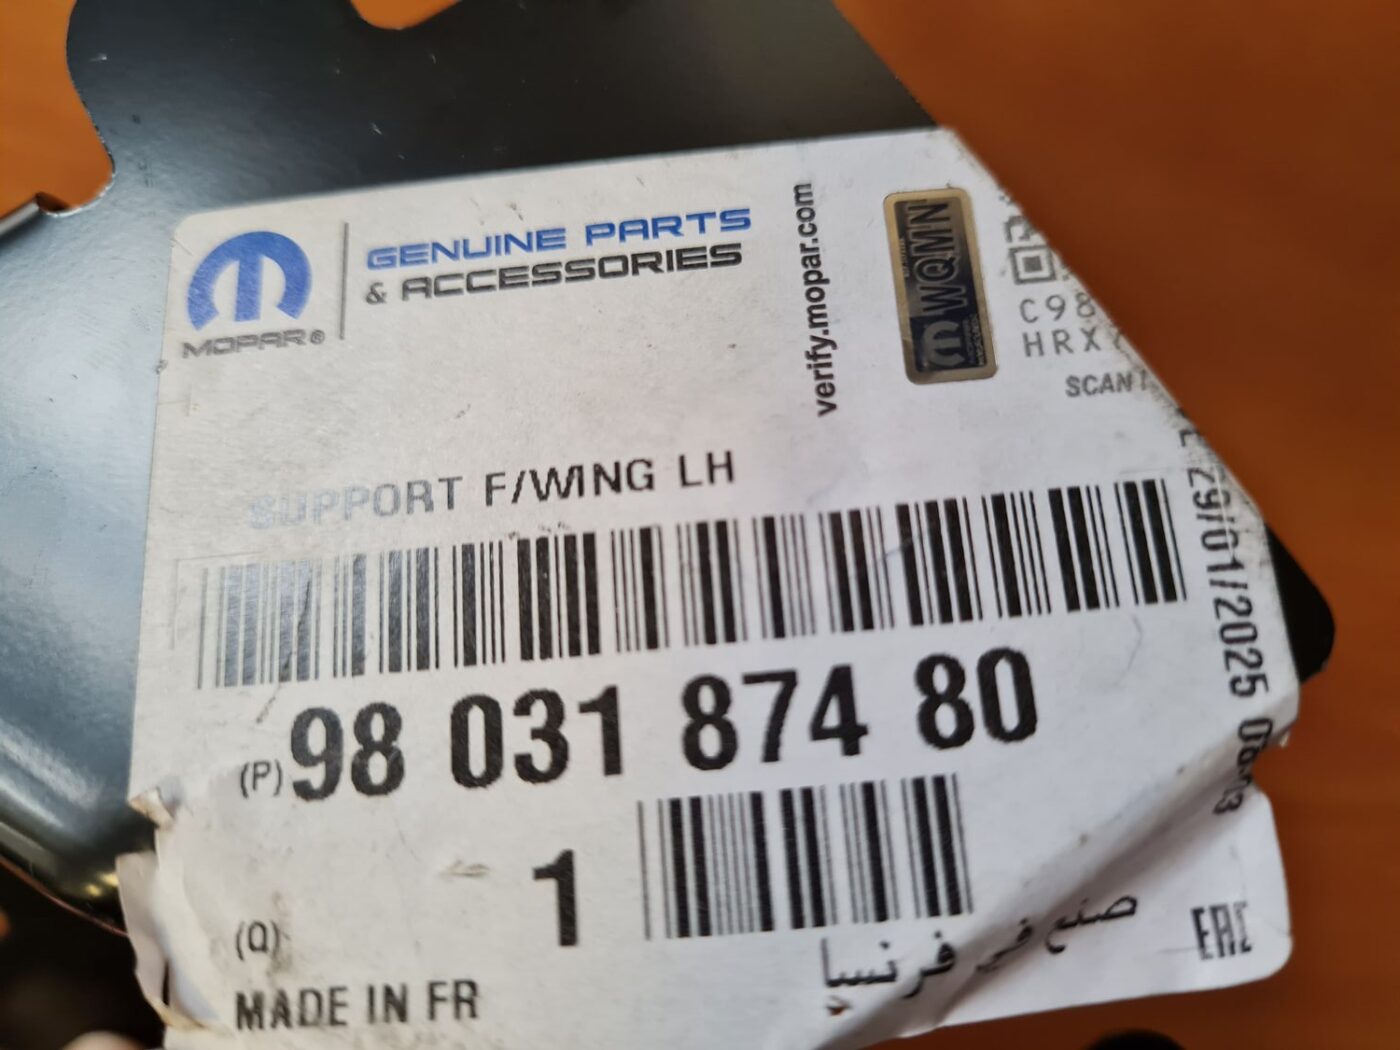 GENUINE PARTS
& ACCESSORIES
MOPAR®
verify.mopar.com
WQMN
C98
HRX
SCAN
SUPPORT F/WING LH
29/01/2025
(P) 98 031 874 80
(Q) 1
MADE IN FR
صنع في فرنسا
EAC